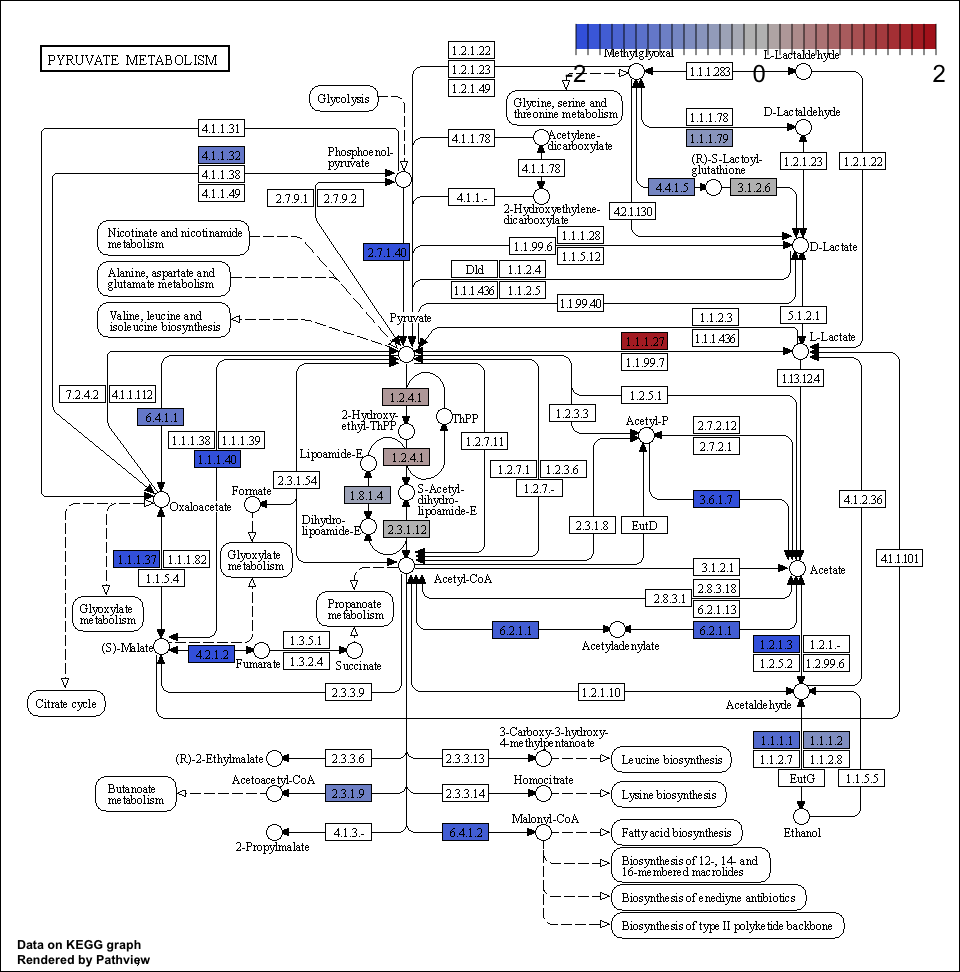 PYRUVATE METABOLISM
-2
0
2
1.2.1.22
1.2.1.23
1.2.1.49
Methylglyoxal
L-Lactaldehyde
1.1.1.283
Glycolysis
Glycine, serine and
threonine metabolism
1.1.1.78
1.1.1.79
D-Lactaldehyde
4.1.1.31
4.1.1.32
4.1.1.38
4.1.1.49
Phosphoenol-
pyruvate
4.1.1.78
Acetylene-
dicarboxylate
4.1.1.78
(R)-S-Lactoyl-
glutathione
1.2.1.23
1.2.1.22
4.4.1.5
3.1.2.6
2.7.9.1
2.7.9.2
4.1.1.-
2-Hydroxyethylene-
dicarboxylate
4.2.1.130
Nicotinate and nicotinamide
metabolism
2.7.1.40
1.1.99.6
1.1.1.28
1.1.5.12
D-Lactate
Alanine, aspartate and
glutamate metabolism
Dld
1.1.2.4
1.1.1.436
1.1.2.5
1.1.99.40
Valine, leucine and
isoleucine biosynthesis
Pyruvate
1.1.2.3
1.1.1.436
5.1.2.1
L-Lactate
1.1.1.27
1.1.99.7
1.13.12.4
7.2.4.2
4.1.1.112
6.4.1.1
1.2.4.1
1.2.5.1
1.2.3.3
2-Hydroxy-
ethyl-ThPP
ThPP
Acetyl-P
2.7.2.12
2.7.2.1
1.1.1.38
1.1.1.39
1.1.1.40
Lipoamide-E
1.2.4.1
1.2.7.11
1.2.7.1
1.2.3.6
1.2.7.-
2.3.1.54
Formate
1.8.1.4
S-Acetyl-
dihydro-
lipoamide-E
Oxaloacetate
3.6.1.7
4.1.2.36
Dihydro-
lipoamide-E
2.3.1.12
2.3.1.8
EutD
1.1.1.37
1.1.1.82
1.1.5.4
Glyoxylate
metabolism
4.1.1.101
Acetyl-CoA
3.1.2.1
Acetate
2.8.3.1
2.8.3.18
6.2.1.13
Glyoxylate
metabolism
Propanoate
metabolism
6.2.1.1
Acetyladenylate
6.2.1.1
(S)-Malate
4.2.1.2
Fumarate
1.3.5.1
1.3.2.4
Succinate
1.2.1.3
1.2.1.-
1.2.5.2
1.2.99.6
Citrate cycle
2.3.3.9
1.2.1.10
Acetaldehyde
(R)-2-Ethylmalate
2.3.3.6
2.3.3.13
3-Carboxy-3-hydroxy-
4-methylpentanoate
Leucine biosynthesis
1.1.1.1
1.1.1.2
1.1.2.7
1.1.2.8
EutG
1.1.5.5
Butanoate
metabolism
Acetoacetyl-CoA
2.3.1.9
2.3.3.14
Homocitrate
Lysine biosynthesis
2-Propylmalate
4.1.3.-
6.4.1.2
Malonyl-CoA
Fatty acid biosynthesis
Ethanol
Biosynthesis of 12-, 14- and
16-membered macrolides
Biosynthesis of enediyne antibiotics
Biosynthesis of type II polyketide backbone
Data on KEGG graph
Rendered by Pathview